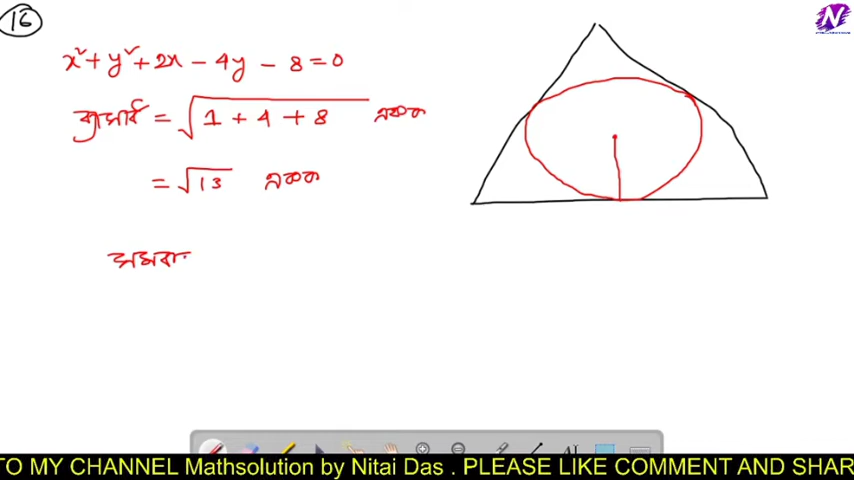 16
x² + y² + 2x - 4y - 8 = 0
ব্যাসার্ধ = √1 + 4 + 8 একক
= √13 একক
সমবা
N
TO MY CHANNEL Mathsolution by Nitai Das . PLEASE LIKE COMMENT AND SHAR